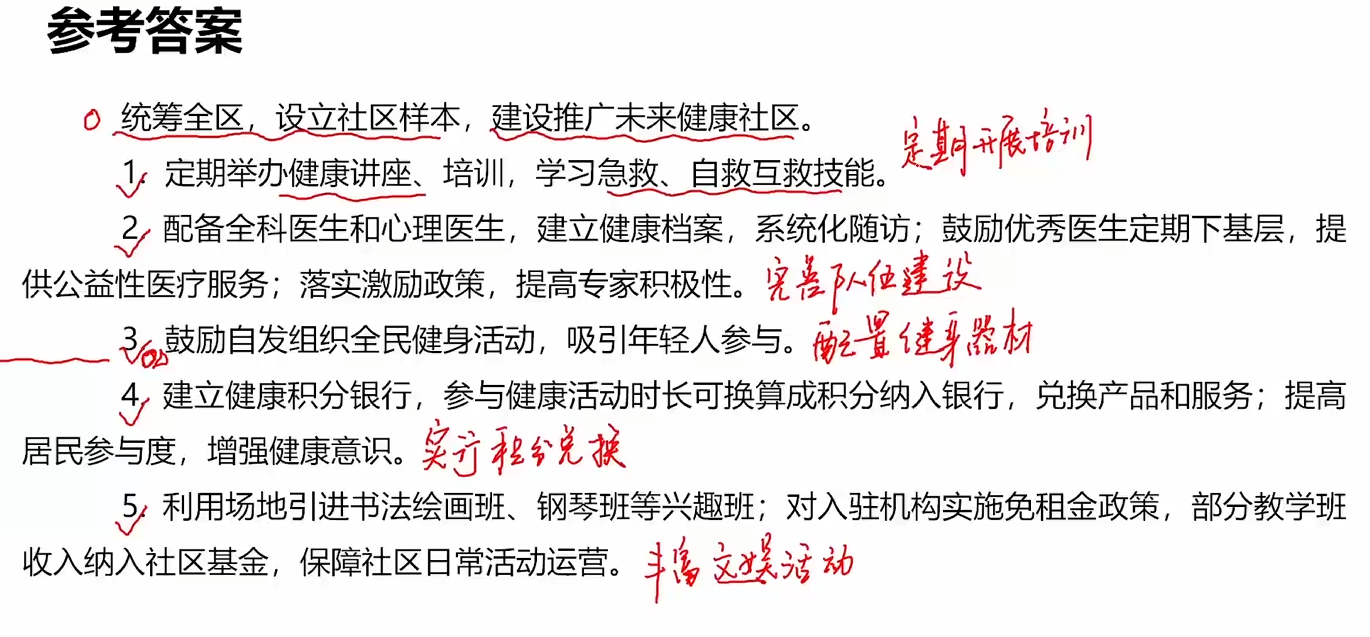 参考答案
统筹全区，设立社区样本，建设推广未来健康社区。
定期开展培训
1. 定期举办健康讲座、培训，学习急救、自救互救技能。
2. 配备全科医生和心理医生，建立健康档案，系统化随访；鼓励优秀医生定期下基层，提
供公益性医疗服务；落实激励政策，提高专家积极性。 完善队伍建设
3. 鼓励自发组织全民健身活动，吸引年轻人参与。 配置健身器材
4. 建立健康积分银行，参与健康活动时长可换算成积分纳入银行，兑换产品和服务；提高
居民参与度，增强健康意识。 实行积分兑换
5. 利用场地引进书法绘画班、钢琴班等兴趣班；对入驻机构实施免租金政策，部分教学班
收入纳入社区基金，保障社区日常活动运营。 丰富文娱活动